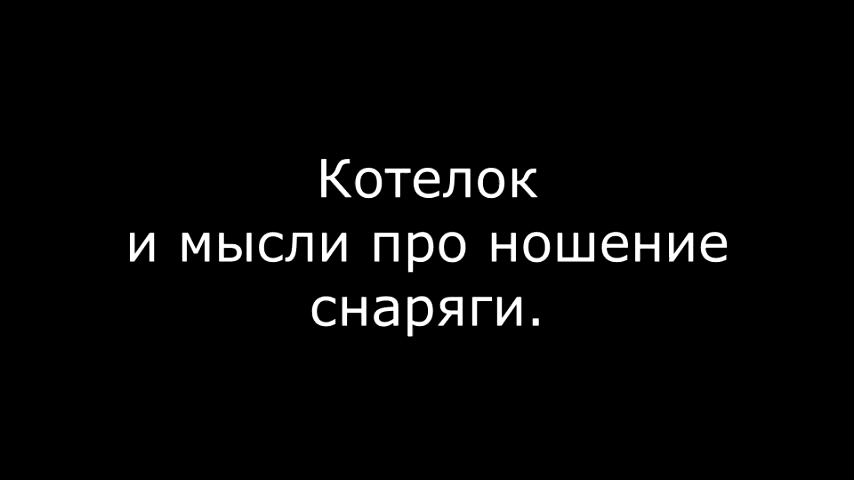 Котелок
и мысли про ношение
снаряги.